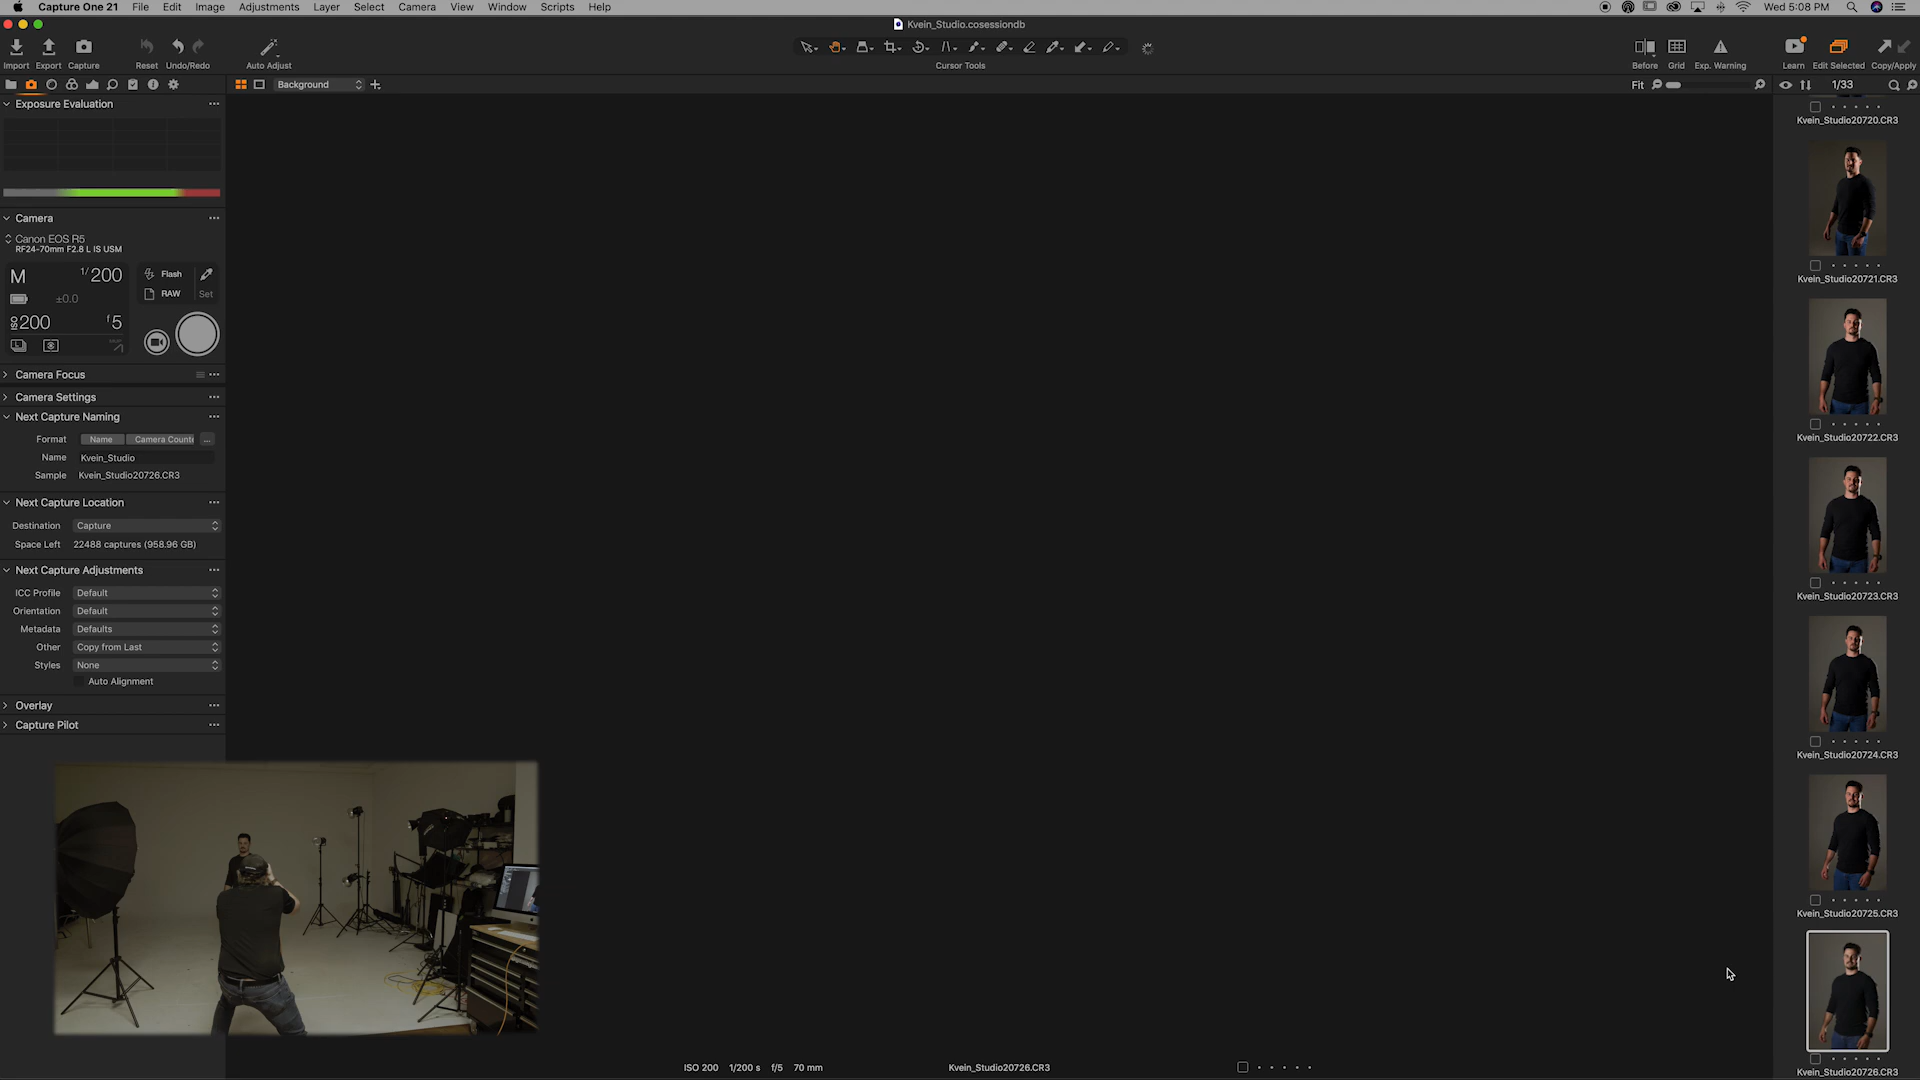 Capture One 21 File Edit Image Adjustments Layer Select Camera View Window Scripts Help Wed 5:08 PM
Kvein_Studio.cosessiondb
Import Export Capture Reset Undo/Redo Auto Adjust Cursor Tools Before Grid Exp. Warning Learn Edit Selected Copy/Apply
Background Fit 1/33
Exposure Evaluation
Camera
Canon EOS R5
RF24-70mm F2.8 L IS USM
M 1/200 Flash
±0.0 RAW Set
ISO 200 f5
Camera Focus
Camera Settings
Next Capture Naming
Format Name Camera Counte ...
Name Kvein_Studio
Sample Kvein_Studio20726.CR3
Next Capture Location
Destination Capture
Space Left 22488 captures (958.96 GB)
Next Capture Adjustments
ICC Profile Default
Orientation Default
Metadata Defaults
Other Copy from Last
Styles None
Auto Alignment
Overlay
Capture Pilot
Kvein_Studio20720.CR3
Kvein_Studio20721.CR3
Kvein_Studio20722.CR3
Kvein_Studio20723.CR3
Kvein_Studio20724.CR3
Kvein_Studio20725.CR3
Kvein_Studio20726.CR3
ISO 200 1/200 s f/5 70 mm Kvein_Studio20726.CR3